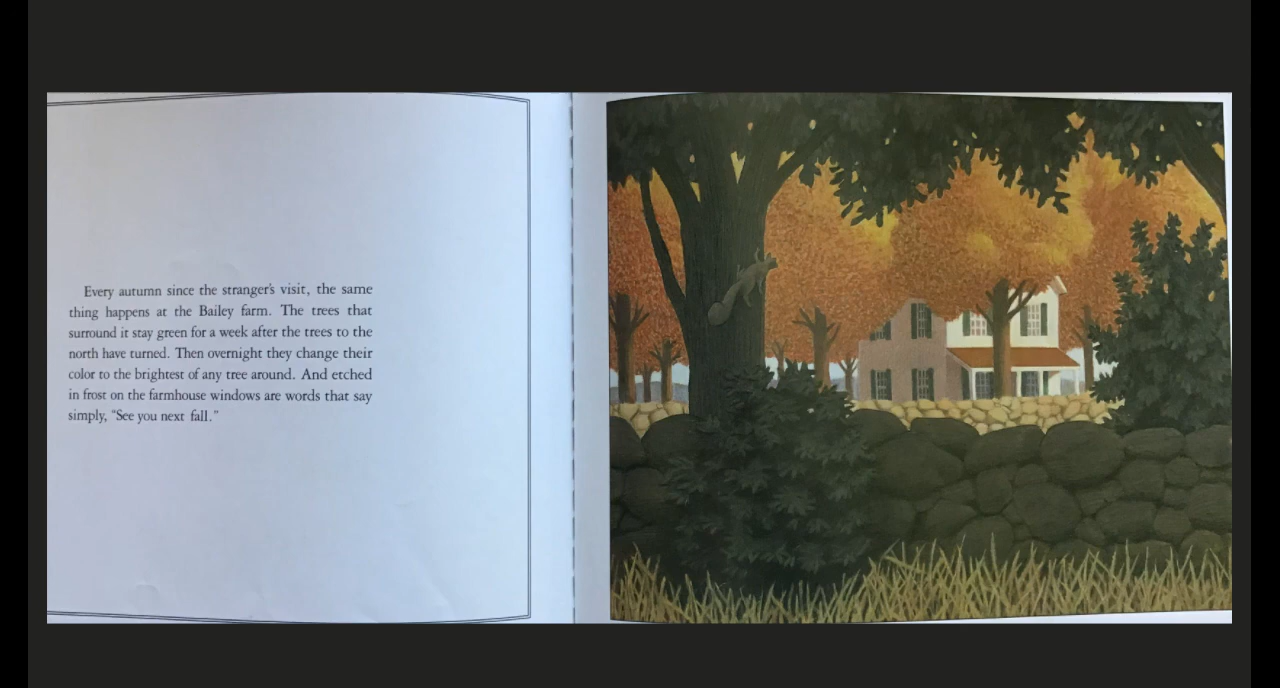 Every autumn since the stranger's visit, the same
thing happens at the Bailey farm. The trees that
surround it stay green for a week after the trees to the
north have turned. Then overnight they change their
color to the brightest of any tree around. And etched
in frost on the farmhouse windows are words that say
simply, "See you next fall."